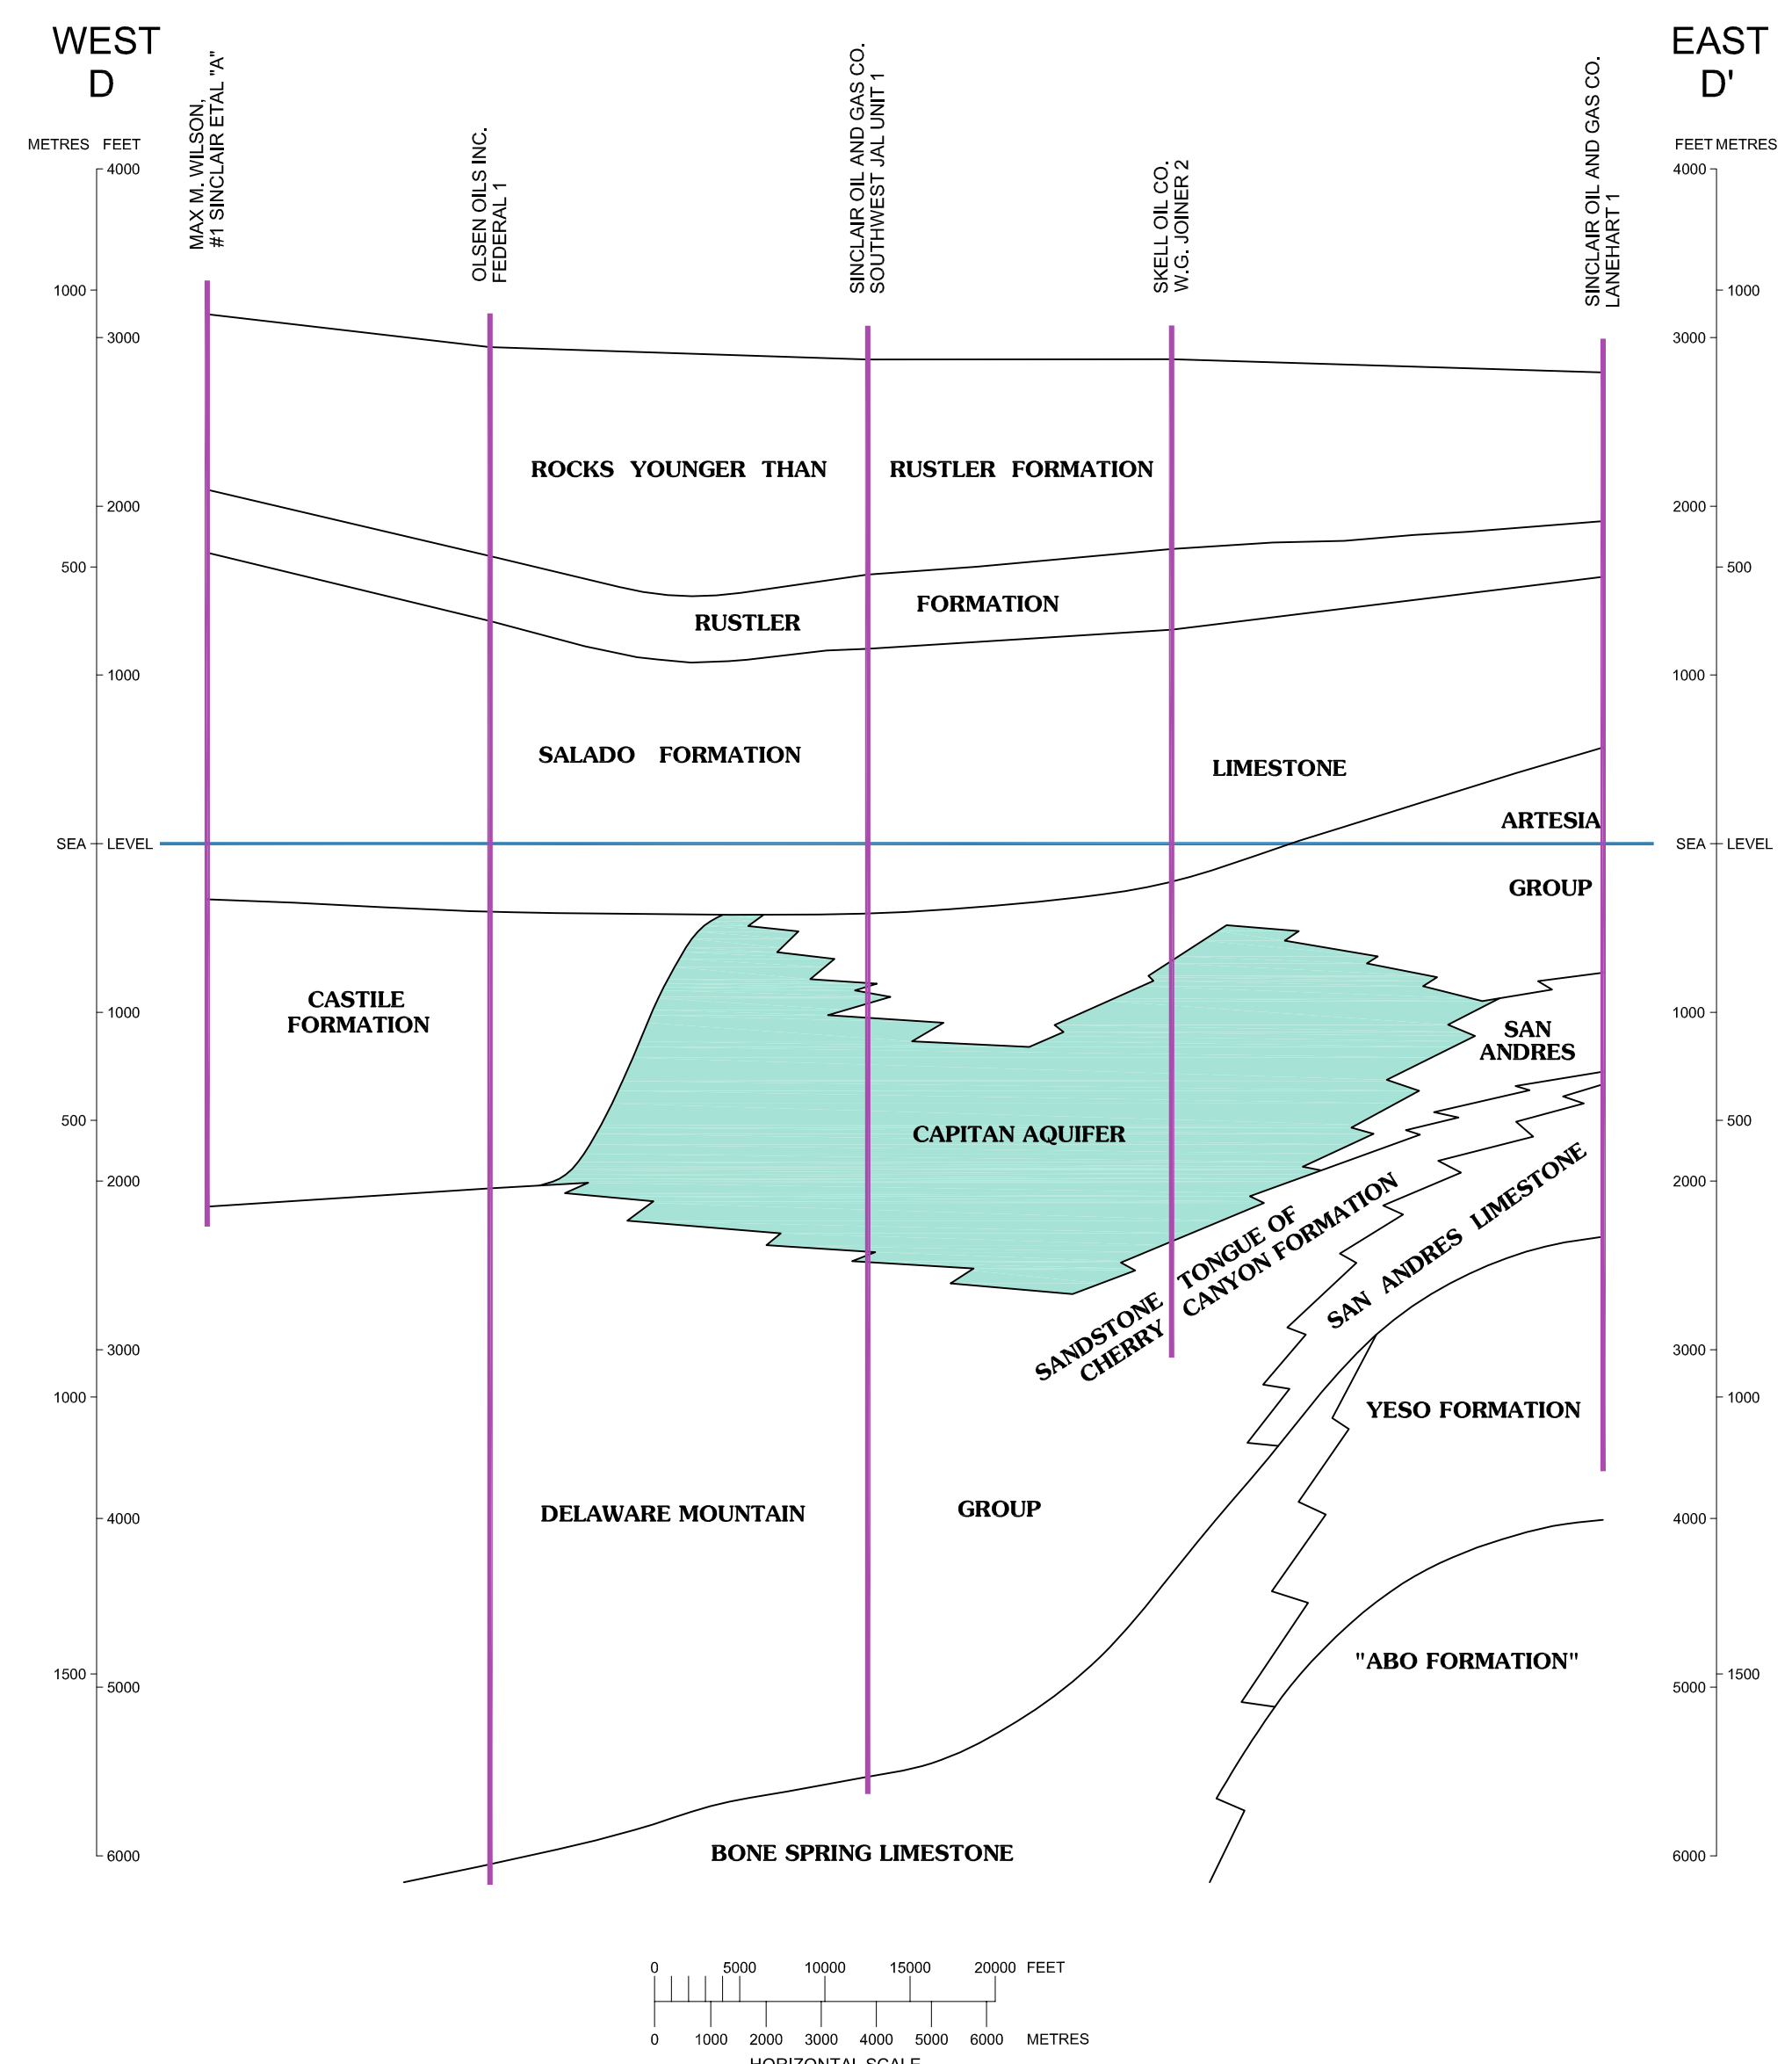 WEST
D
EAST
D'
MAX M. WILSON,
#1 SINCLAIR ETAL "A"
OLSEN OILS INC.
FEDERAL 1
SINCLAIR OIL AND GAS CO.
SOUTHWEST JAL UNIT 1
SKELL OIL CO.
W.G. JOINER 2
SINCLAIR OIL AND GAS CO.
LANEHART 1
METRES FEET
4000
1000
3000
2000
500
1000
SEA LEVEL
1000
500
2000
3000
1000
4000
1500
5000
6000
FEET METRES
4000
1000
3000
2000
500
1000
SEA LEVEL
1000
500
2000
3000
1000
4000
1500
5000
6000
ROCKS YOUNGER THAN RUSTLER FORMATION
RUSTLER FORMATION
SALADO FORMATION
LIMESTONE
ARTESIA
GROUP
CASTILE
FORMATION
SAN
ANDRES
CAPITAN AQUIFER
SANDSTONE TONGUE OF
CHERRY CANYON FORMATION
SAN ANDRES LIMESTONE
YESO FORMATION
DELAWARE MOUNTAIN GROUP
"ABO FORMATION"
BONE SPRING LIMESTONE
0 5000 10000 15000 20000 FEET
0 1000 2000 3000 4000 5000 6000 METRES
HORIZONTAL SCALE